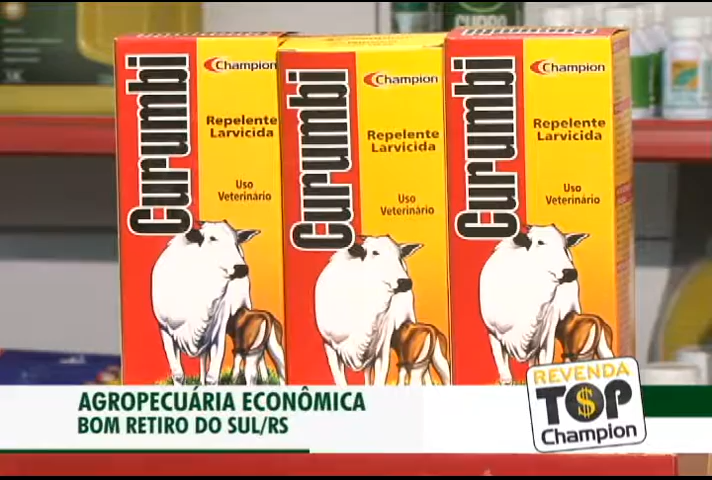 CUPRO
Curumbi
Champion
Repelente
Larvicida
Uso
Veterinário
Curumbi
Champion
Repelente
Larvicida
Uso
Veterinário
Curumbi
Champion
Repelente
Larvicida
Uso
Veterinário
AGROPECUÁRIA ECONÔMICA
BOM RETIRO DO SUL/RS
REVENDA
TOP
Champion